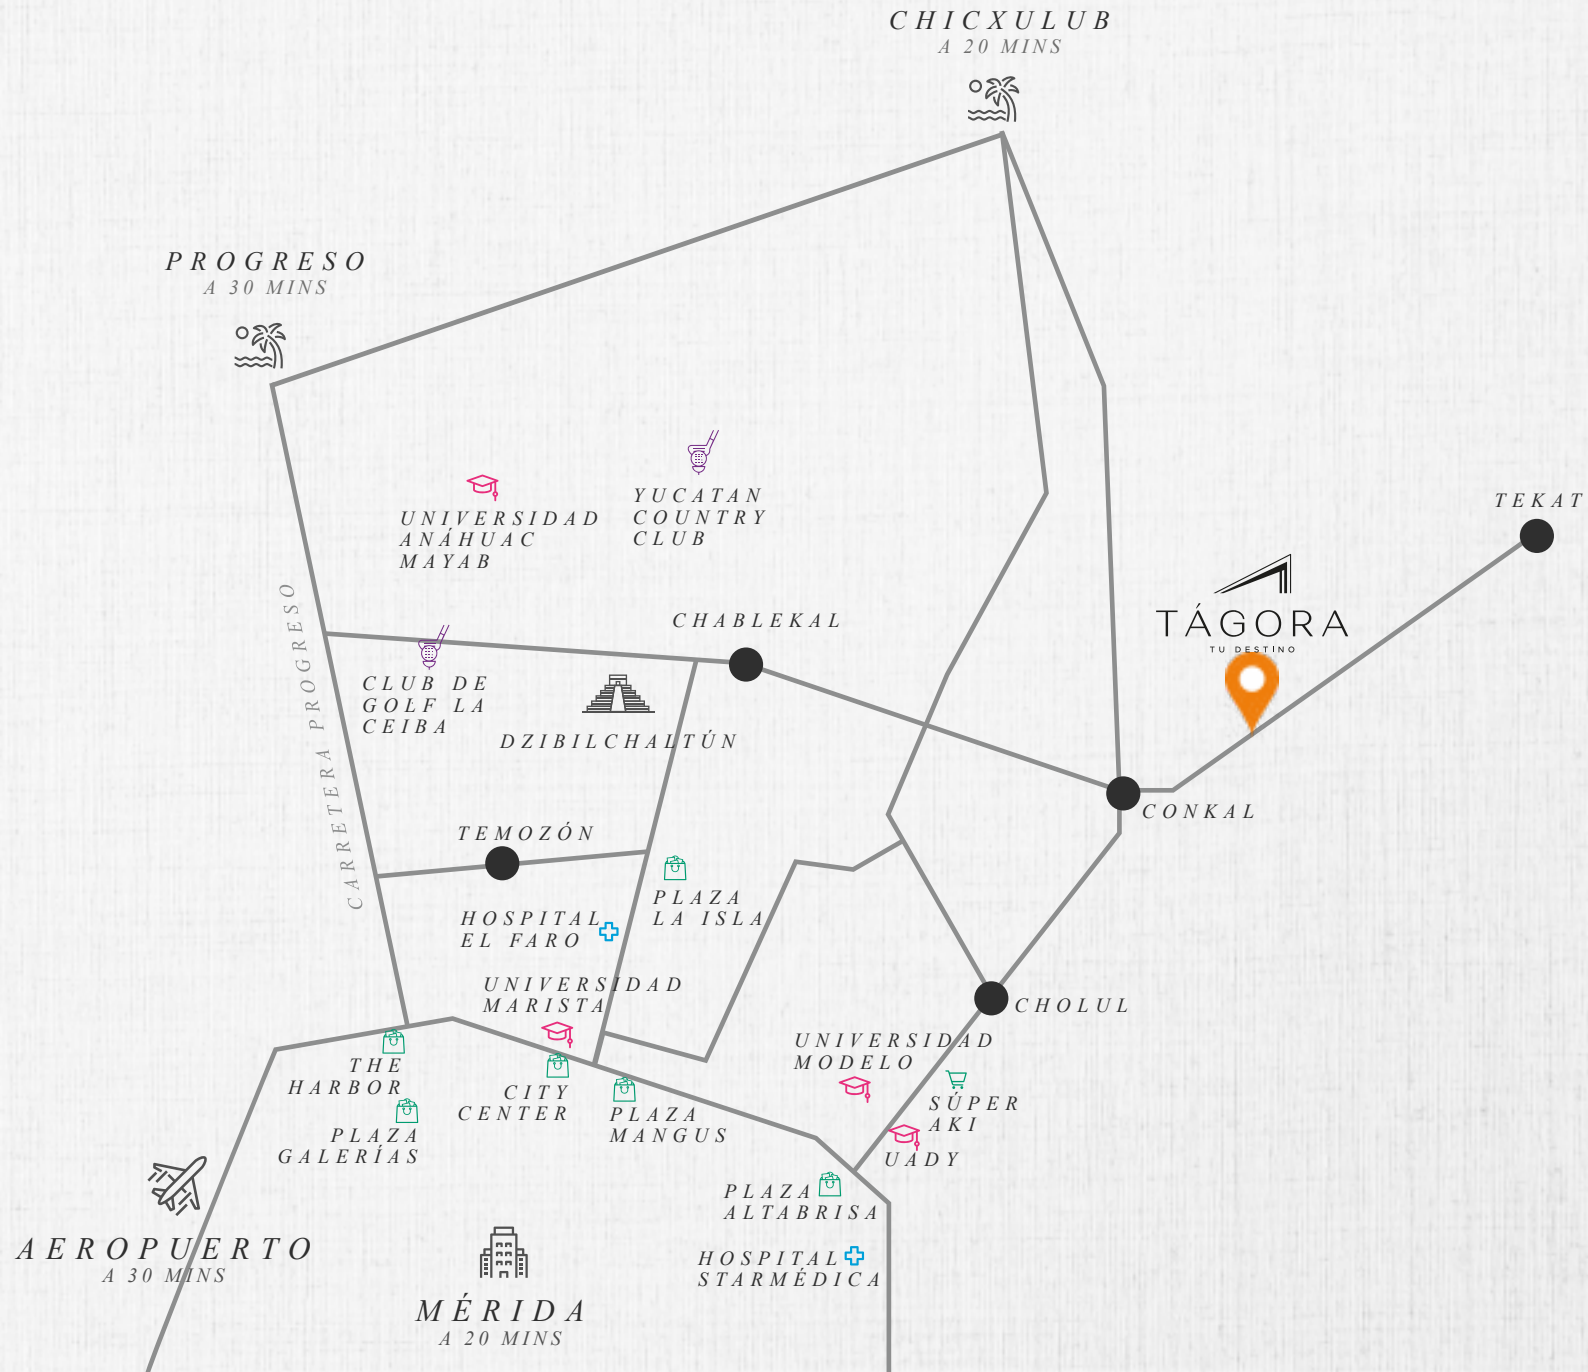 CHICXULUB
A 20 MINS
PROGRESO
A 30 MINS
YUCATAN
COUNTRY
CLUB
UNIVERSIDAD
ANÁHUAC
MAYAB
TEKAT
TÁGORA
TU DESTINO
CHABLEKAL
CARRETERA PROGRESO
CLUB DE
GOLF LA
CEIBA
DZIBILCHALTÚN
CONKAL
TEMOZÓN
PLAZA
LA ISLA
HOSPITAL
EL FARO
UNIVERSIDAD
MARISTA
CHOLUL
UNIVERSIDAD
MODELO
THE
HARBOR
CITY
CENTER
PLAZA
MANGUS
SÚPER
AKI
PLAZA
GALERÍAS
UADY
PLAZA
ALTABRISA
AEROPUERTO
A 30 MINS
HOSPITAL
STARMÉDICA
MÉRIDA
A 20 MINS